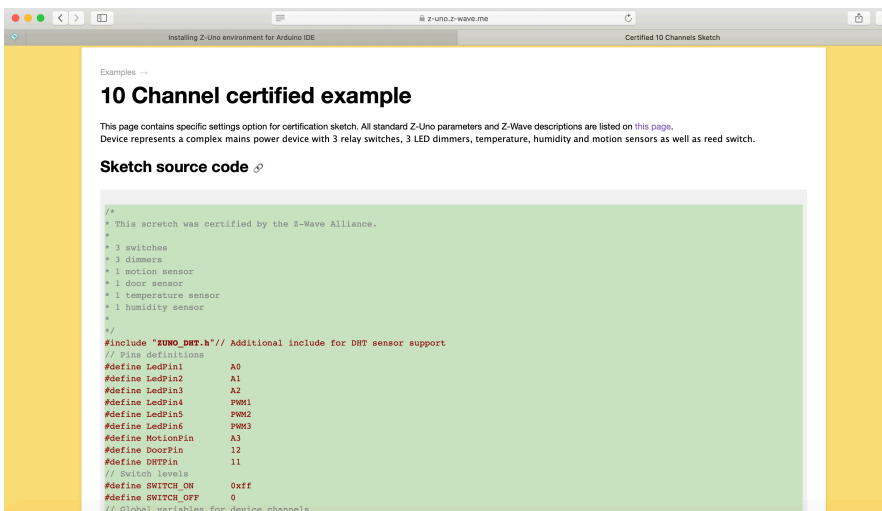 z-uno.z-wave.me
Installing Z-Uno environment for Arduino IDE
Certified 10 Channels Sketch
Examples →
10 Channel certified example
This page contains specific settings option for certification sketch. All standard Z-Uno parameters and Z-Wave descriptions are listed on this page.
Device represents a complex mains power device with 3 relay switches, 3 LED dimmers, temperature, humidity and motion sensors as well as reed switch.
Sketch source code
/*
* This scretch was certified by the Z-Wave Alliance.
*
* 3 switches
* 3 dimmers
* 1 motion sensor
* 1 door sensor
* 1 temperature sensor
* 1 humidity sensor
*
*/
#include "ZUNO_DHT.h"// Additional include for DHT sensor support
// Pins definitions
#define LedPin1 A0
#define LedPin2 A1
#define LedPin3 A2
#define LedPin4 PWM1
#define LedPin5 PWM2
#define LedPin6 PWM3
#define MotionPin A3
#define DoorPin 12
#define DHTPin 11
// Switch levels
#define SWITCH_ON 0xff
#define SWITCH_OFF 0
// Global variables for device channels